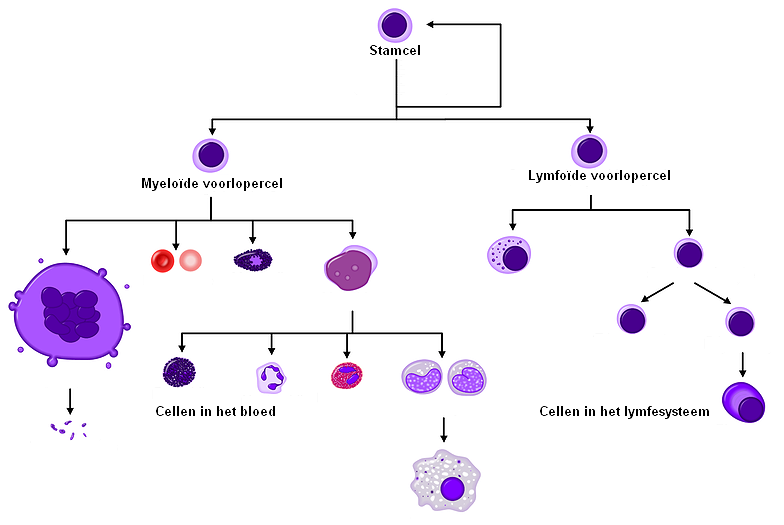 Stamcel
Myeloïde voorlopercel
Lymfoïde voorlopercel
Cellen in het bloed
Cellen in het lymfesysteem